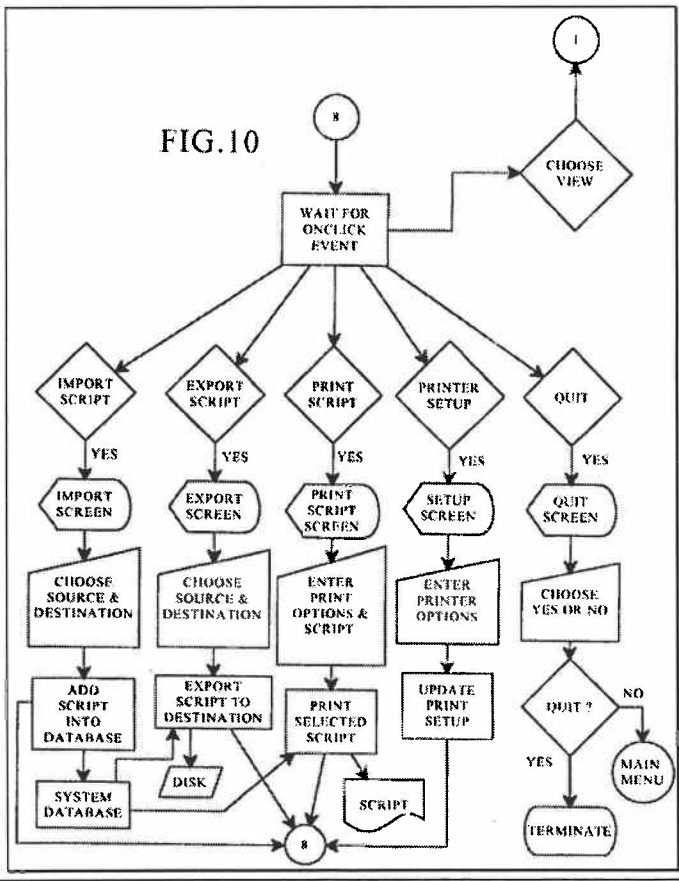 1
8
FIG.10
CHOOSE
VIEW
WAIT FOR
ONCLICK
EVENT
IMPORT
SCRIPT
EXPORT
SCRIPT
PRINT
SCRIPT
PRINTER
SETUP
QUIT
YES
YES
YES
YES
YES
IMPORT
SCREEN
EXPORT
SCREEN
PRINT
SCRIPT
SCREEN
SETUP
SCREEN
QUIT
SCREEN
CHOOSE
SOURCE &
DESTINATION
CHOOSE
SOURCE &
DESTINATION
ENTER
PRINT
OPTIONS &
SCRIPT
ENTER
PRINTER
OPTIONS
CHOOSE
YES OR NO
ADD
SCRIPT
INTO
DATABASE
EXPORT
SCRIPT TO
DESTINATION
PRINT
SELECTED
SCRIPT
UPDATE
PRINT
SETUP
QUIT ?
NO
YES
MAIN
MENU
SYSTEM
DATABASE
DISK
SCRIPT
8
TERMINATE